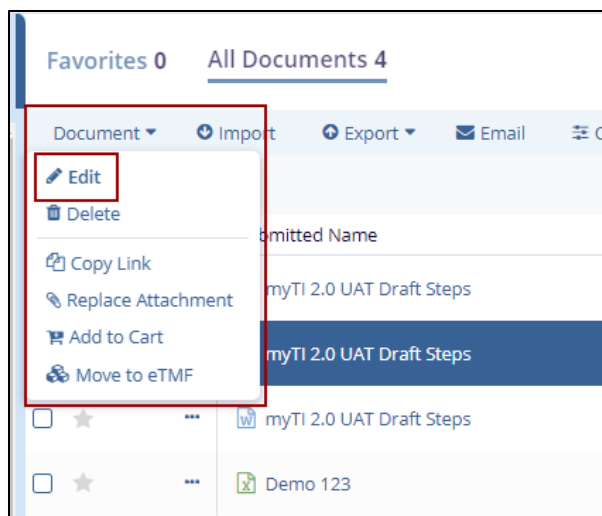 Favorites 0 All Documents 4
Document Import Export Email
Edit
Delete
bmitted Name
Copy Link
myTI 2.0 UAT Draft Steps
Replace Attachment
Add to Cart
myTI 2.0 UAT Draft Steps
Move to eTMF
myTI 2.0 UAT Draft Steps
Demo 123